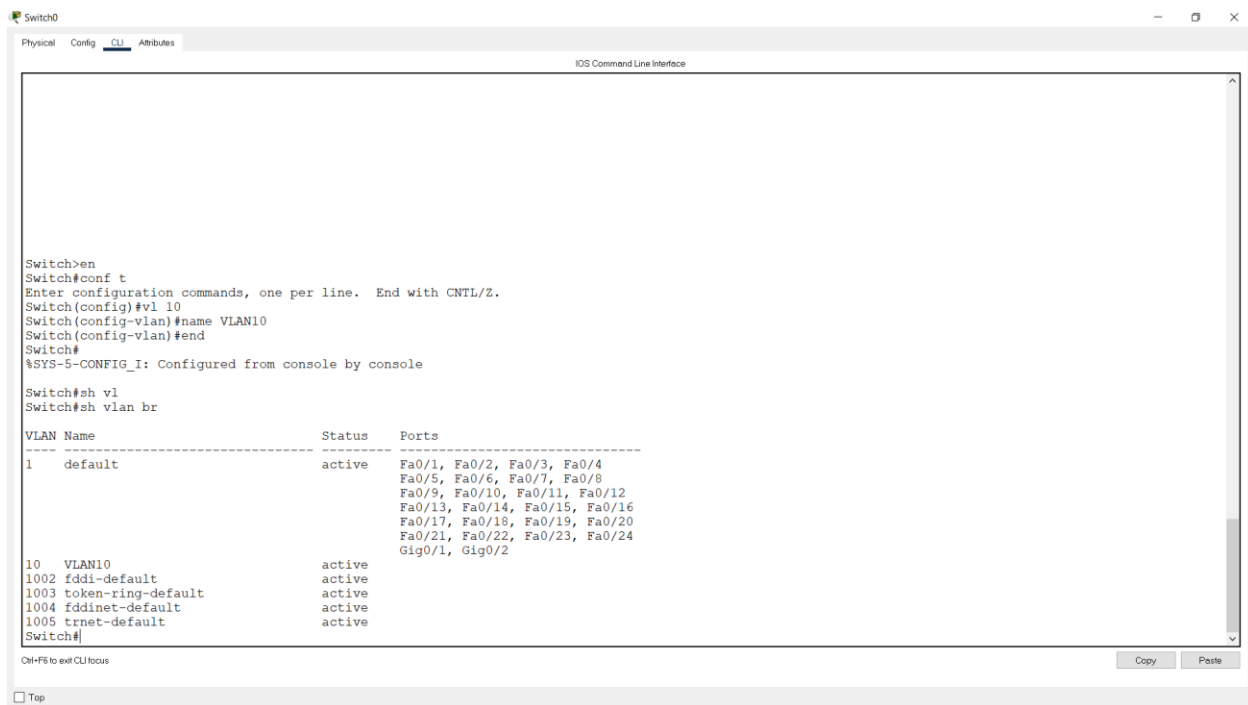 Switch0
Physical Config CLI Attributes
IOS Command Line Interface
Switch>en
Switch#conf t
Enter configuration commands, one per line.  End with CNTL/Z.
Switch(config)#vl 10
Switch(config-vlan)#name VLAN10
Switch(config-vlan)#end
Switch#
%SYS-5-CONFIG_I: Configured from console by console
Switch#sh vl
Switch#sh vlan br
VLAN Name                             Status    Ports
---- -------------------------------- --------- -------------------------------
1    default                          active    Fa0/1, Fa0/2, Fa0/3, Fa0/4
                                                Fa0/5, Fa0/6, Fa0/7, Fa0/8
                                                Fa0/9, Fa0/10, Fa0/11, Fa0/12
                                                Fa0/13, Fa0/14, Fa0/15, Fa0/16
                                                Fa0/17, Fa0/18, Fa0/19, Fa0/20
                                                Fa0/21, Fa0/22, Fa0/23, Fa0/24
                                                Gig0/1, Gig0/2
10   VLAN10                           active
1002 fddi-default                     active
1003 token-ring-default               active
1004 fddinet-default                  active
1005 trnet-default                    active
Switch#
Ctrl+F6 to exit CLI focus
Copy Paste
Top